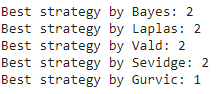 Best strategy by Bayes: 2
Best strategy by Laplas: 2
Best strategy by Vald: 2
Best strategy by Sevidge: 2
Best strategy by Gurvic: 1